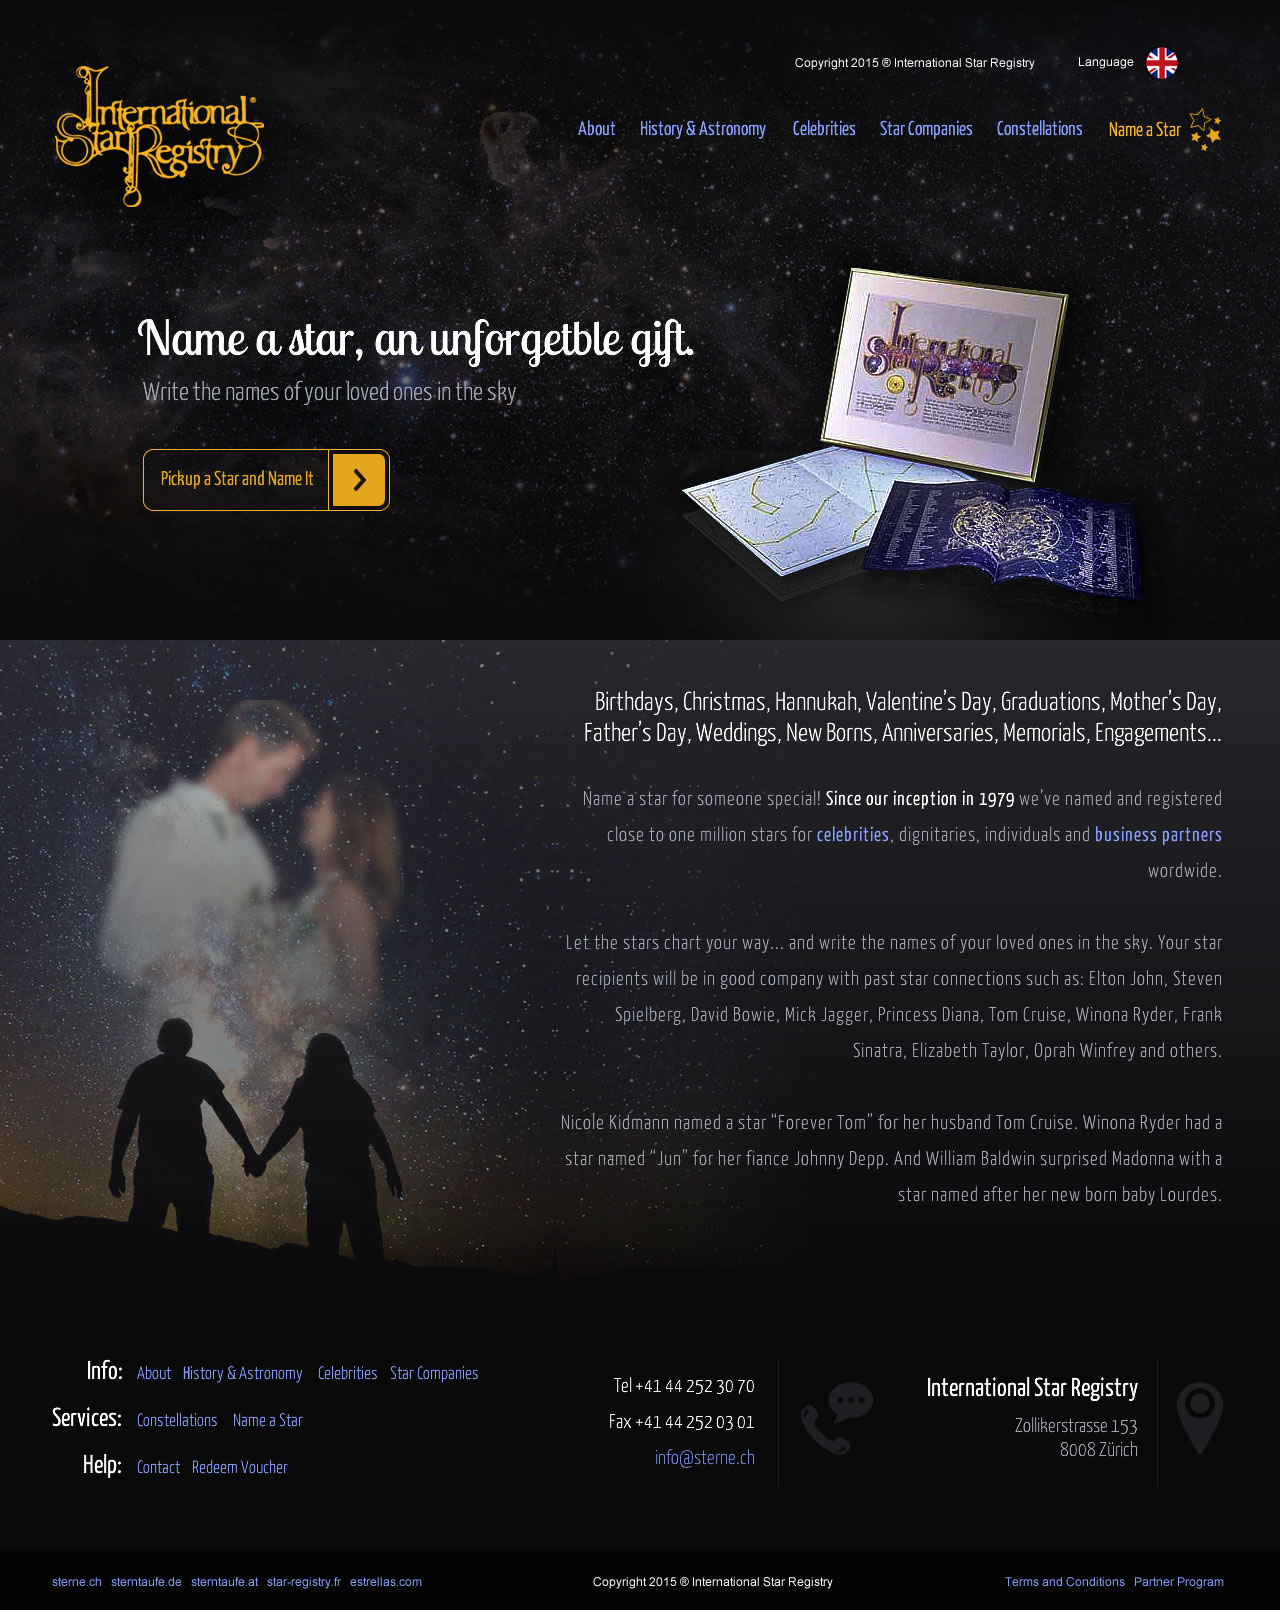 Copyright 2015 ® International Star Registry
Language
International®
Star Registry
About History & Astronomy Celebrities Star Companies Constellations Name a Star
International
Star
Registry
Name a star, an unforgetble gift.
Write the names of your loved ones in the sky
Pickup a Star and Name It
Birthdays, Christmas, Hannukah, Valentine’s Day, Graduations, Mother’s Day,
Father’s Day, Weddings, New Borns, Anniversaries, Memorials, Engagements...
Name a star for someone special! Since our inception in 1979 we’ve named and registered
close to one million stars for celebrities, dignitaries, individuals and business partners
wordwide.
Let the stars chart your way... and write the names of your loved ones in the sky. Your star
recipients will be in good company with past star connections such as: Elton John, Steven
Spielberg, David Bowie, Mick Jagger, Princess Diana, Tom Cruise, Winona Ryder, Frank
Sinatra, Elizabeth Taylor, Oprah Winfrey and others.
Nicole Kidmann named a star “Forever Tom” for her husband Tom Cruise. Winona Ryder had a
star named “Jun” for her fiance Johnny Depp. And William Baldwin surprised Madonna with a
star named after her new born baby Lourdes.
Info: About History & Astronomy Celebrities Star Companies
Services: Constellations Name a Star
Help: Contact Redeem Voucher
Tel +41 44 252 30 70
Fax +41 44 252 03 01
info@sterne.ch
International Star Registry
Zollikerstrasse 153
8008 Zürich
sterne.ch sterntaufe.de sterntaufe.at star-registry.fr estrellas.com
Copyright 2015 ® International Star Registry
Terms and Conditions Partner Program